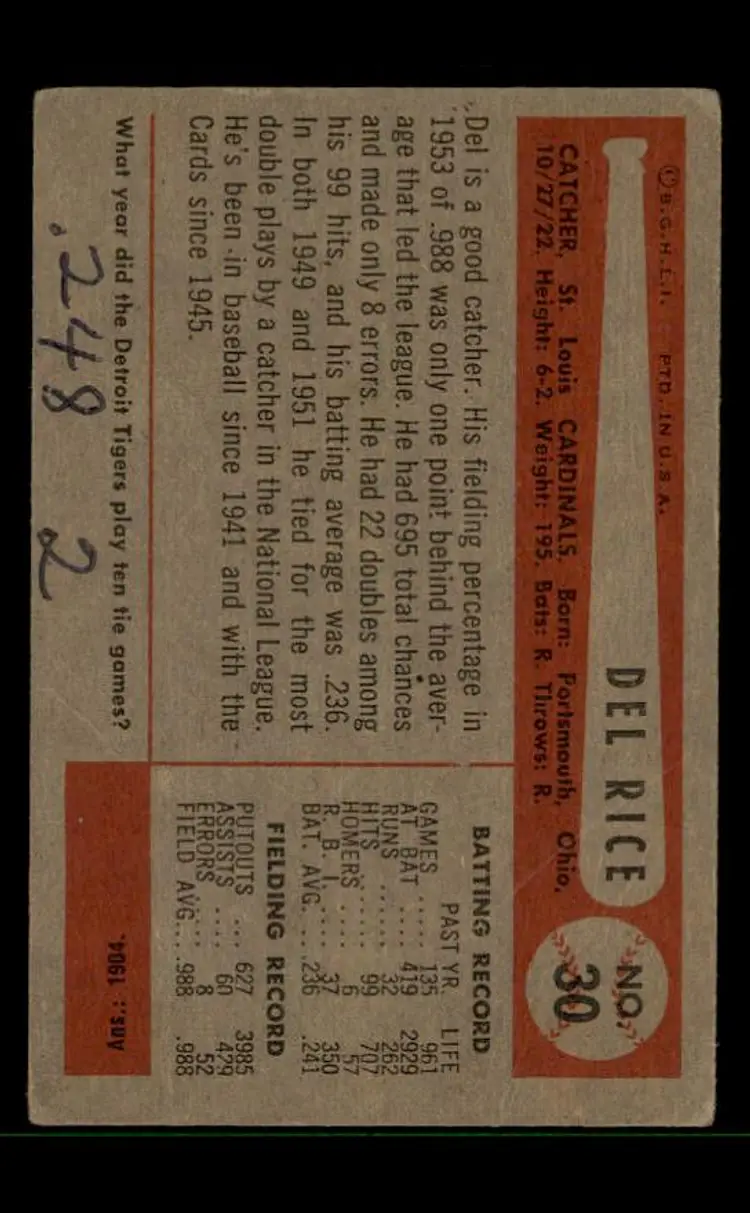 © B.G.H.L.I. PTD. IN U.S.A.
DEL RICE
NO.
30
CATCHER, St. Louis CARDINALS. Born: Portsmouth, Ohio,
10/27/22. Height: 6-2. Weight: 195. Bats: R. Throws: R.
Del is a good catcher. His fielding percentage in
1953 of .988 was only one point behind the aver-
age that led the league. He had 695 total chances
and made only 8 errors. He had 22 doubles among
his 99 hits, and his batting average was .236.
In both 1949 and 1951 he tied for the most
double plays by a catcher in the National League.
He's been in baseball since 1941 and with the
Cards since 1945.
BATTING RECORD
PAST YR. LIFE
GAMES ..... 135 961
AT BAT .... 419 2929
RUNS ...... 32 262
HITS ...... 99 707
HOMERS .... 6 57
R. B. I. .... 37 350
BAT. AVG. .. .236 .241
FIELDING RECORD
PUTOUTS ... 627 3985
ASSISTS .... 60 479
ERRORS ..... 8 52
FIELD AVG... .988 .988
What year did the Detroit Tigers play ten tie games?
Ans.: 1904.
.248 2